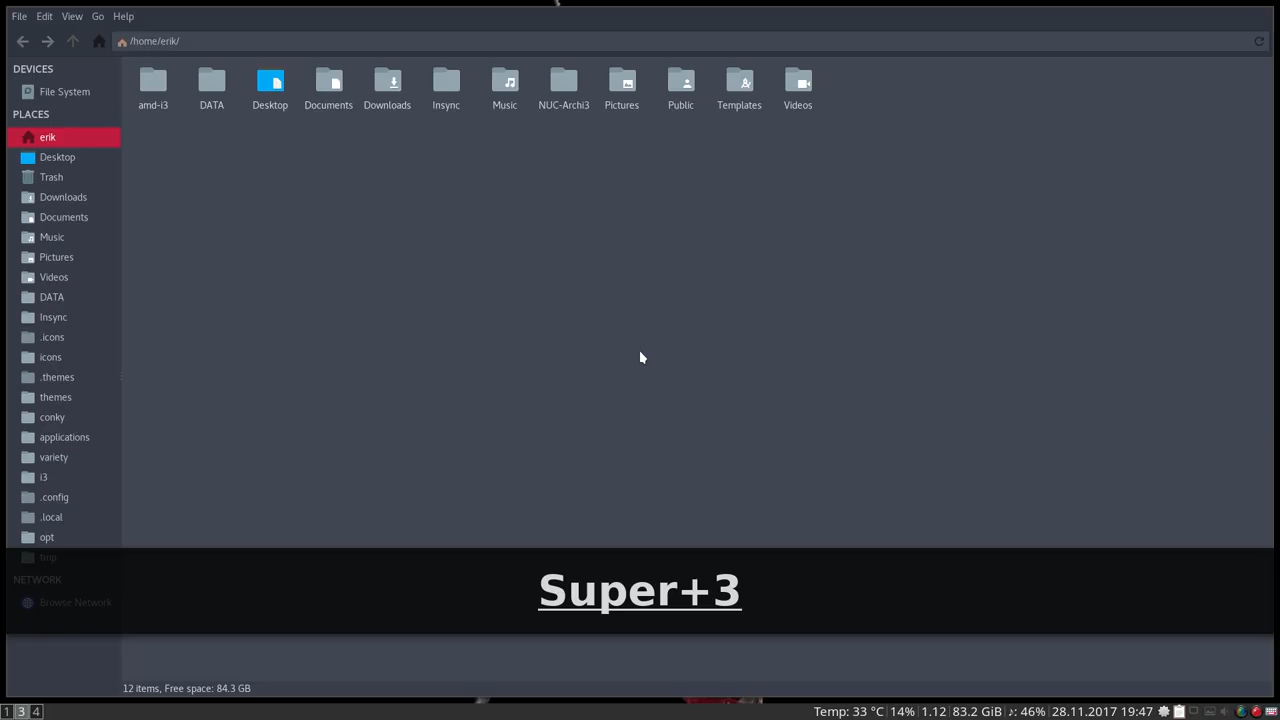 File Edit View Go Help
/home/erik/
DEVICES
File System
PLACES
erik
Desktop
Trash
Downloads
Documents
Music
Pictures
Videos
DATA
Insync
.icons
icons
.themes
themes
conky
applications
variety
i3
.config
.local
opt
tmp
NETWORK
Browse Network
amd-i3 DATA Desktop Documents Downloads Insync Music NUC-Archi3 Pictures Public Templates Videos
Super+3
12 items, Free space: 84.3 GB
1 3 4 Temp: 33 °C 14% 1.12 83.2 GiB ♪: 46% 28.11.2017 19:47